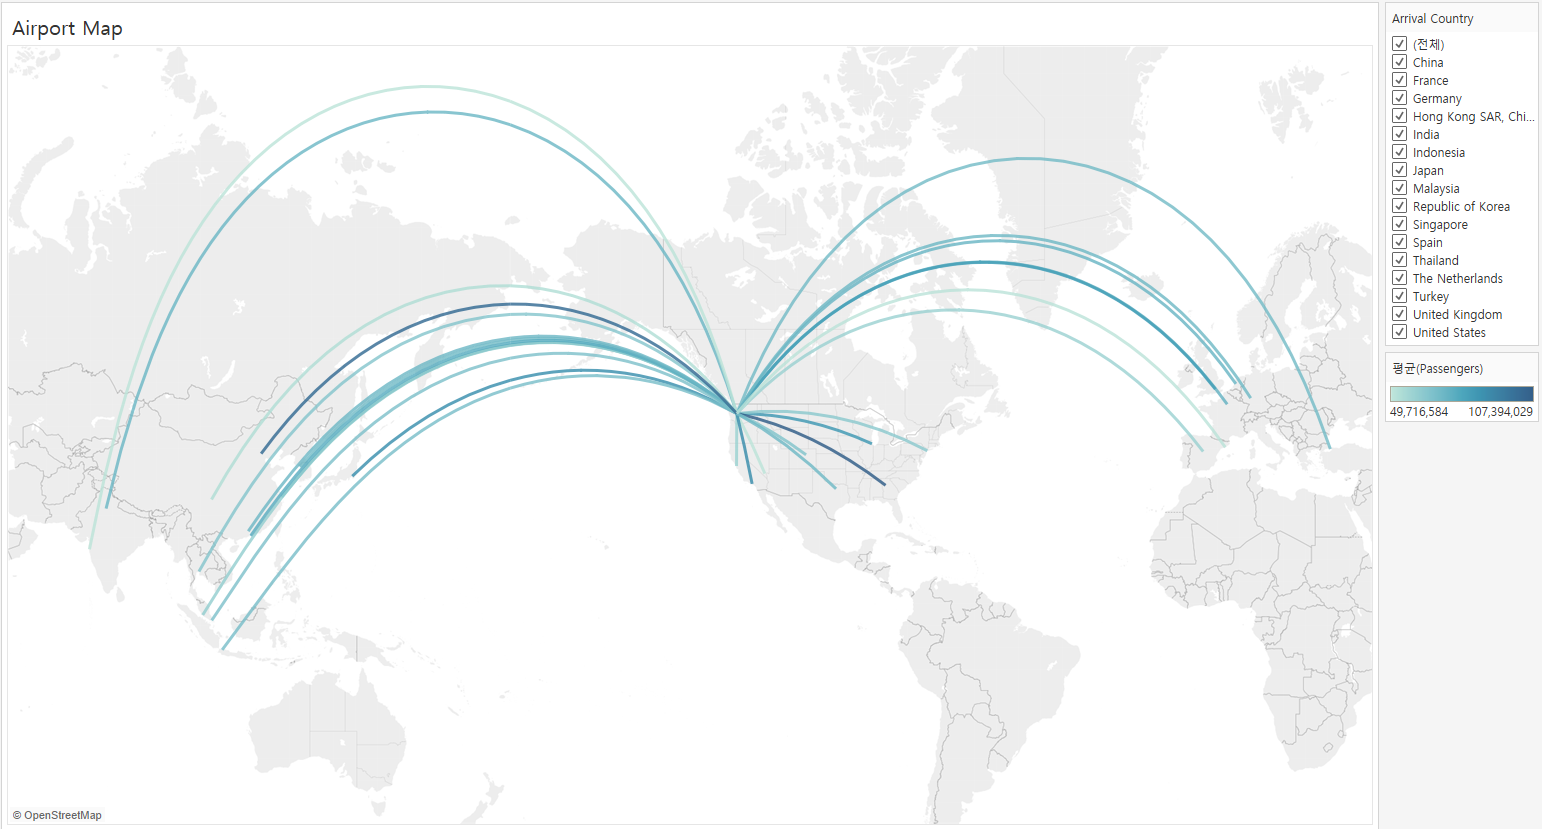 Airport Map
© OpenStreetMap
Arrival Country
(전체)
China
France
Germany
Hong Kong SAR, Chi...
India
Indonesia
Japan
Malaysia
Republic of Korea
Singapore
Spain
Thailand
The Netherlands
Turkey
United Kingdom
United States
평균(Passengers)
49,716,584 107,394,029